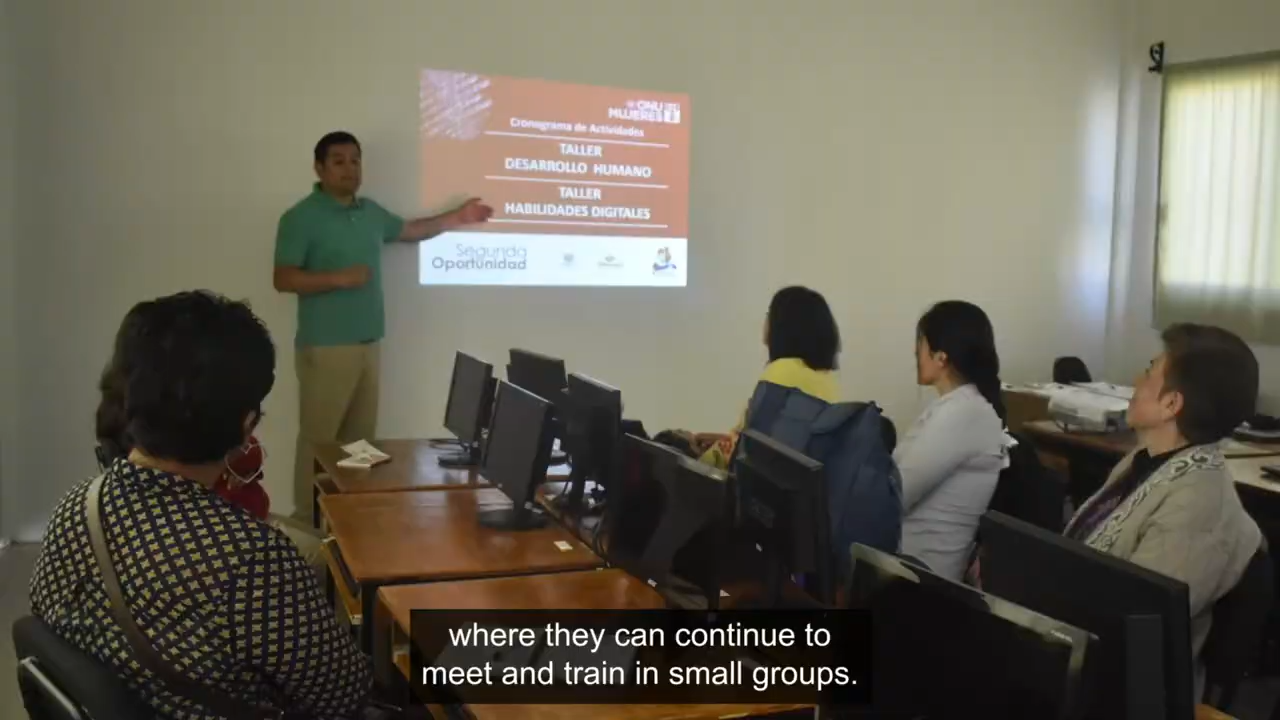 ONU
MUJERES
Cronograma de Actividades
TALLER
DESARROLLO HUMANO
TALLER
HABILIDADES DIGITALES
Segunda
Oportunidad
where they can continue to
meet and train in small groups.